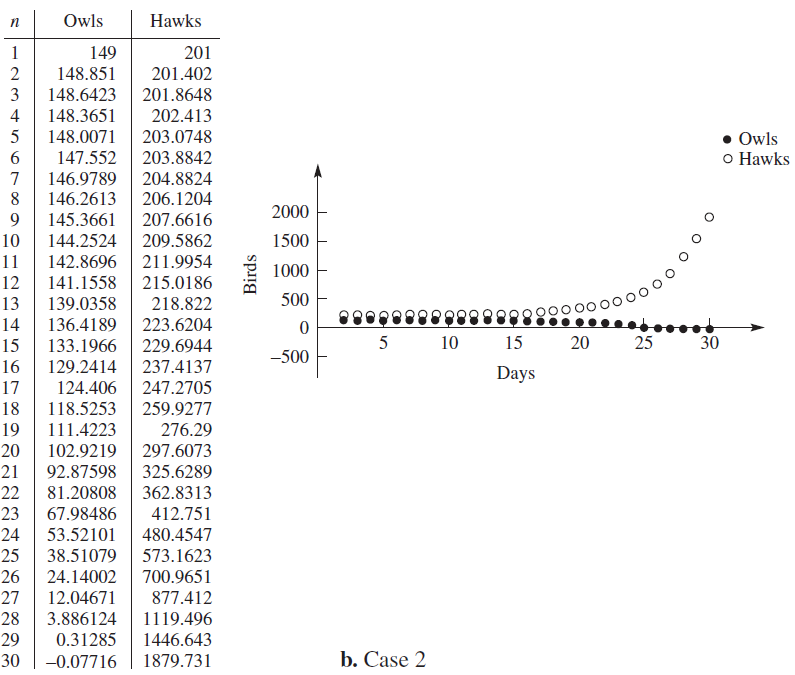 n Owls Hawks
1 149 201
2 148.851 201.402
3 148.6423 201.8648
4 148.3651 202.413
5 148.0071 203.0748
6 147.552 203.8842
7 146.9789 204.8824
8 146.2613 206.1204
9 145.3661 207.6616
10 144.2524 209.5862
11 142.8696 211.9954
12 141.1558 215.0186
13 139.0358 218.822
14 136.4189 223.6204
15 133.1966 229.6944
16 129.2414 237.4137
17 124.406 247.2705
18 118.5253 259.9277
19 111.4223 276.29
20 102.9219 297.6073
21 92.87598 325.6289
22 81.20808 362.8313
23 67.98486 412.751
24 53.52101 480.4547
25 38.51079 573.1623
26 24.14002 700.9651
27 12.04671 877.412
28 3.886124 1119.496
29 0.31285 1446.643
30 –0.07716 1879.731
Owls
Hawks
2000
1500
1000
500
0
–500
Birds
5 10 15 20 25 30
Days
b. Case 2